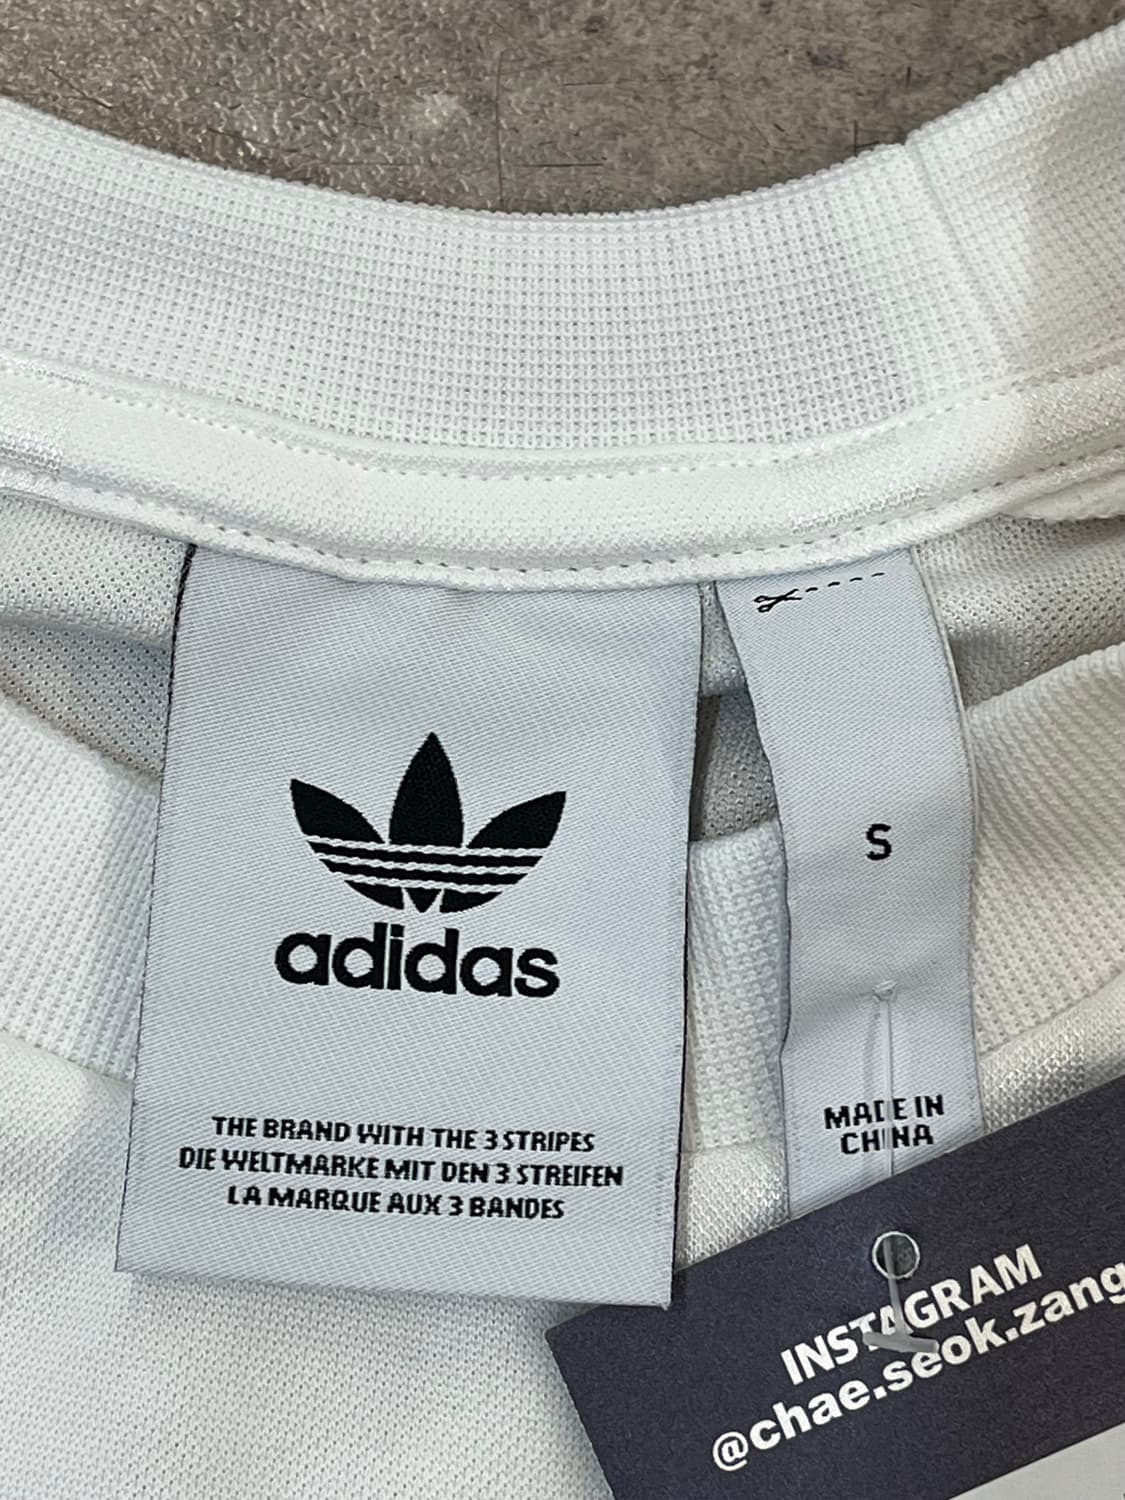 adidas
THE BRAND WITH THE 3 STRIPES
DIE WELTMARKE MIT DEN 3 STREIFEN
LA MARQUE AUX 3 BANDES
S
MADE IN
CHINA
INSTAGRAM
@chae.seok.zang